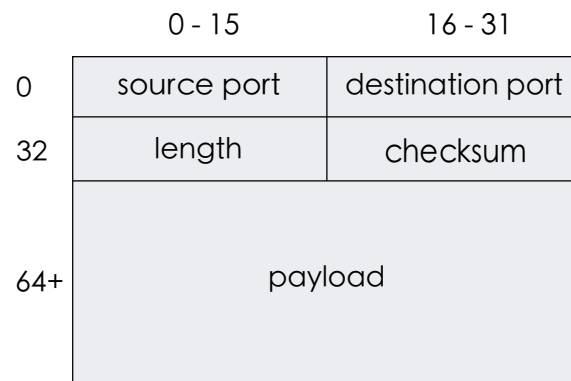 0 - 15 16 - 31
0 source port destination port
32 length checksum
64+ payload